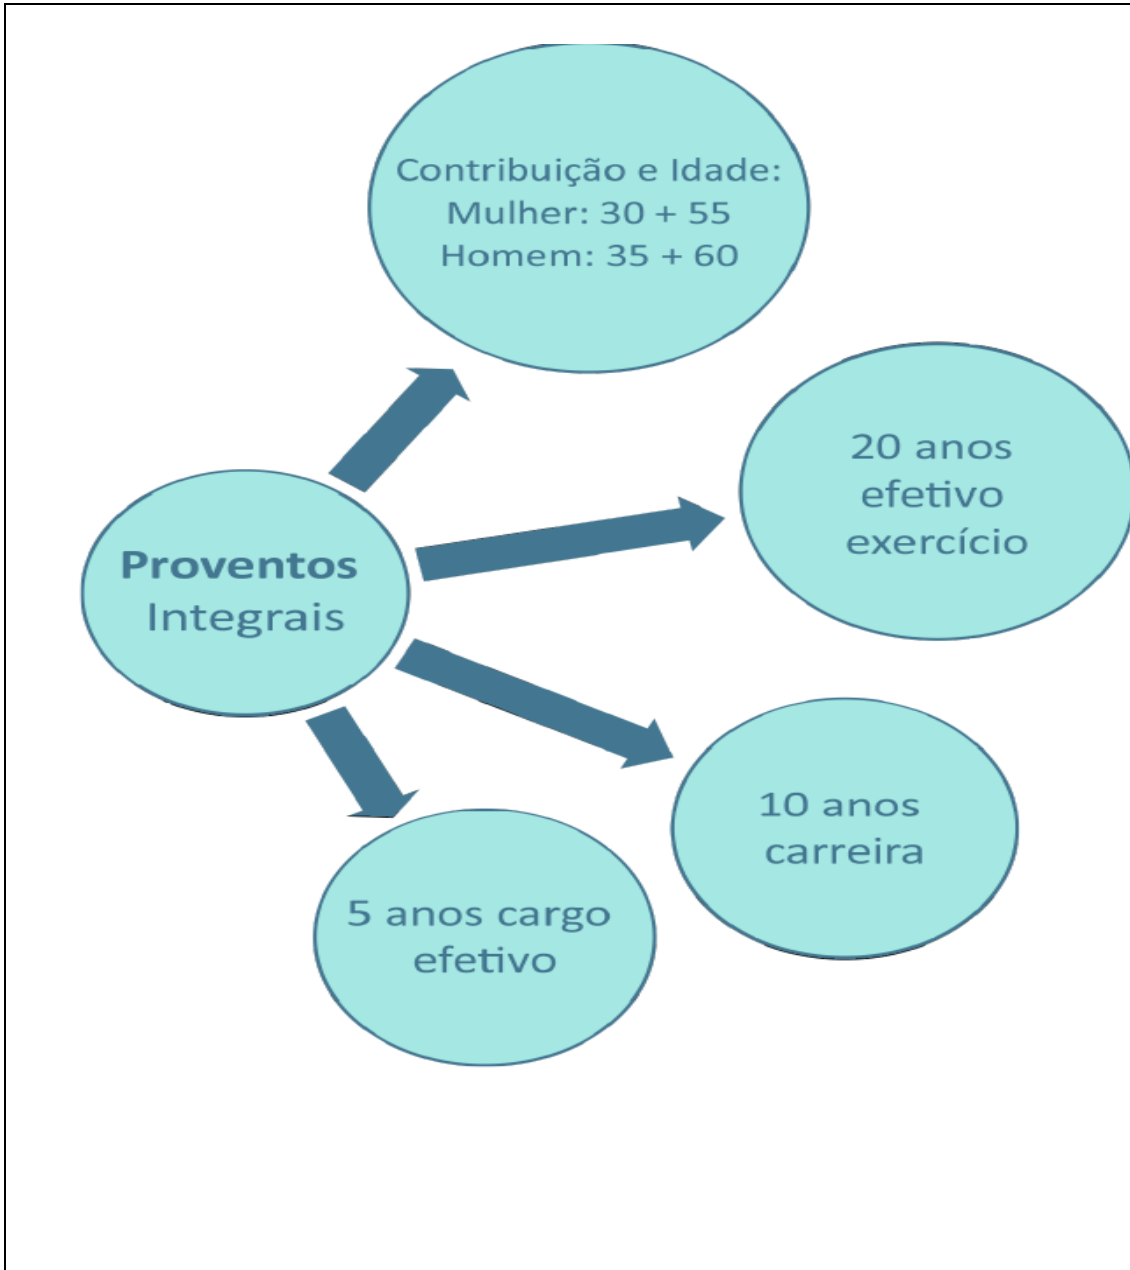 Contribuição e Idade:
Mulher: 30 + 55
Homem: 35 + 60
20 anos
efetivo
exercício
Proventos
Integrais
10 anos
carreira
5 anos cargo
efetivo